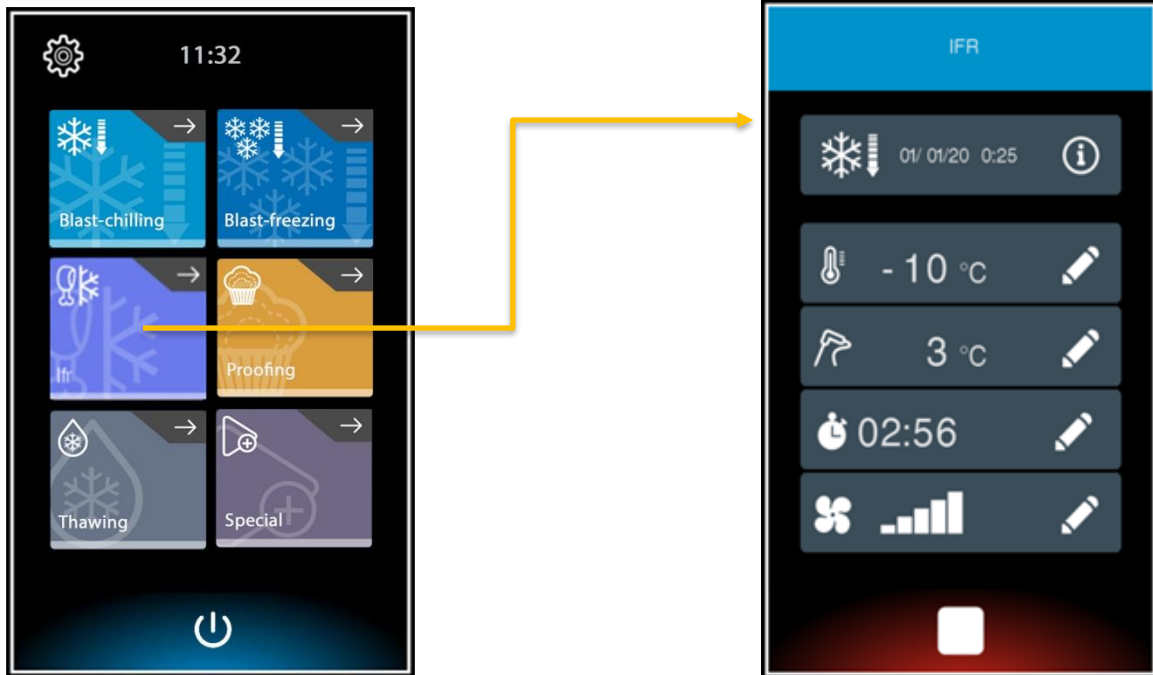 11:32
Blast-chilling
Blast-freezing
Ifr
Proofing
Thawing
Special
IFR
01/ 01/20 0:25
- 10 °C
3 °C
02:56